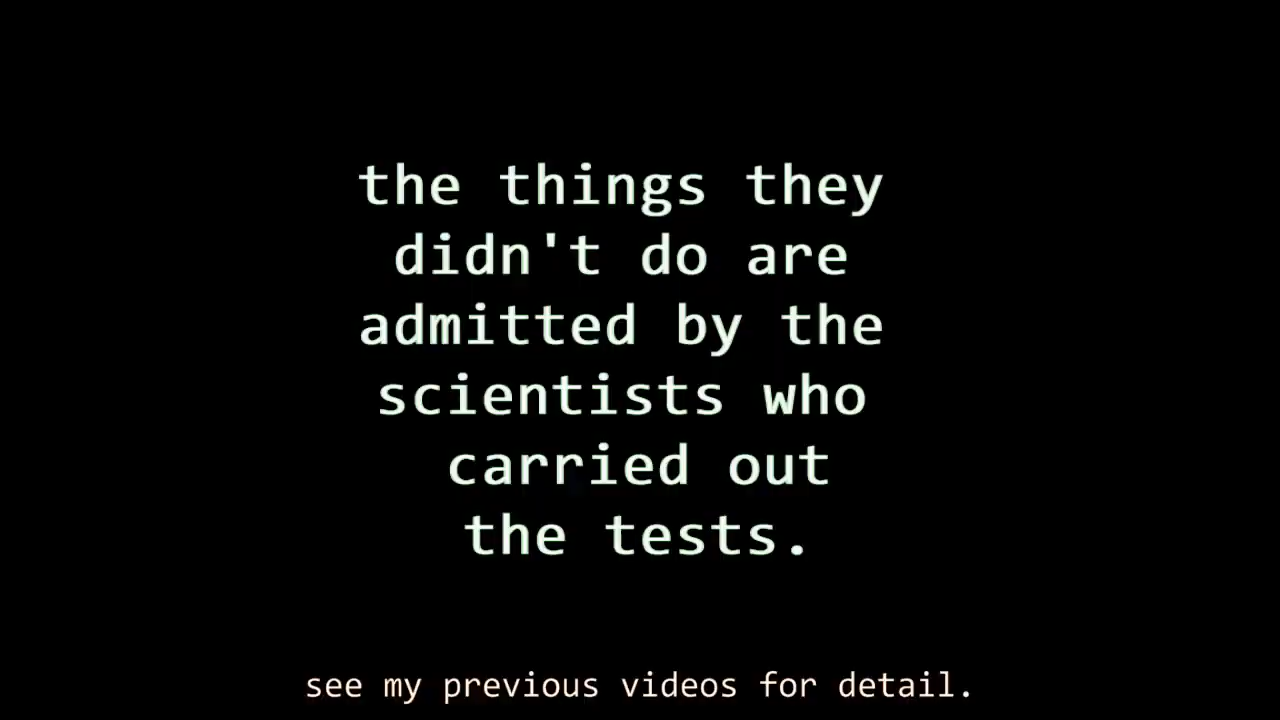 the things they
didn't do are
admitted by the
scientists who
carried out
the tests.
see my previous videos for detail.